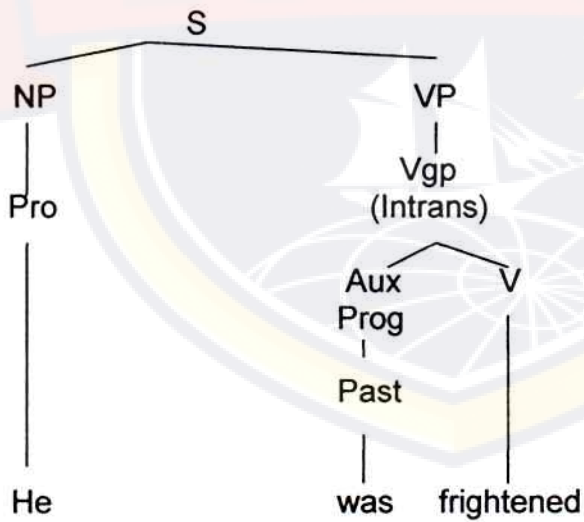 S
NP VP
Pro Vgp
(Intrans)
Aux V
Prog
Past
He was frightened